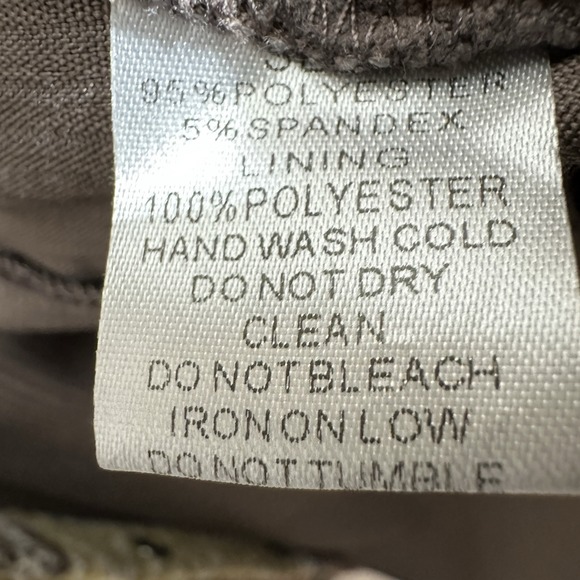 95%POLYESTER
5%SPANDEX
LINING
100%POLYESTER
HAND WASH COLD
DO NOT DRY
CLEAN
DO NOT BLEACH
IRON ON LOW
DO NOT TUMBLE